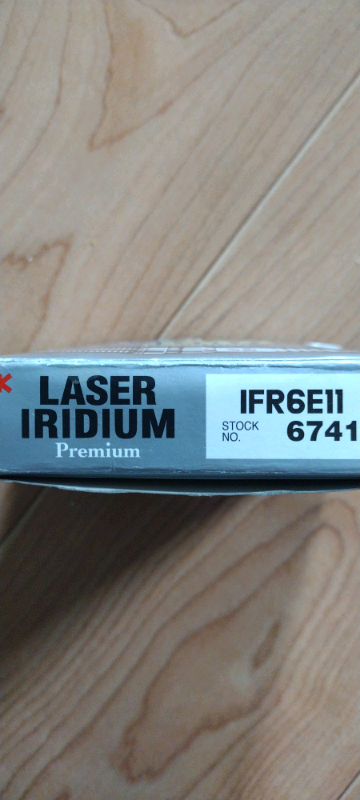 LASER
IRIDIUM
Premium
IFR6E11
STOCK
NO.
6741